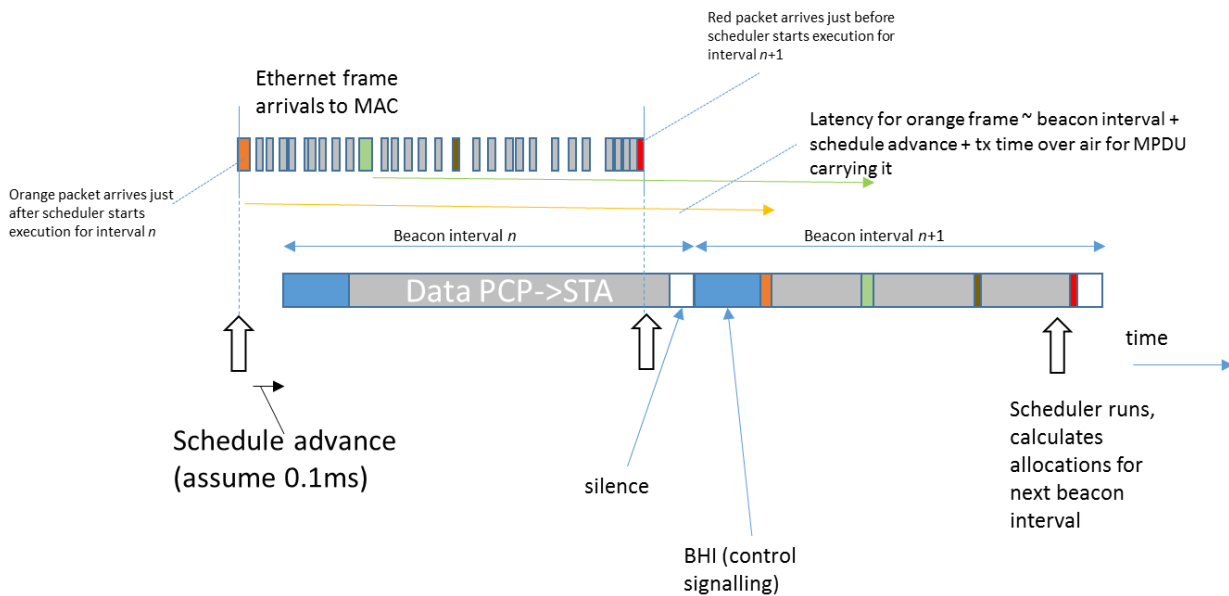 Red packet arrives just before
scheduler starts execution for
interval n+1
Ethernet frame
arrivals to MAC
Latency for orange frame ~ beacon interval +
schedule advance + tx time over air for MPDU
carrying it
Orange packet arrives just
after scheduler starts
execution for interval n
Beacon interval n
Beacon interval n+1
Data PCP->STA
time
Schedule advance
(assume 0.1ms)
silence
Scheduler runs,
calculates
allocations for
next beacon
interval
BHI (control
signalling)